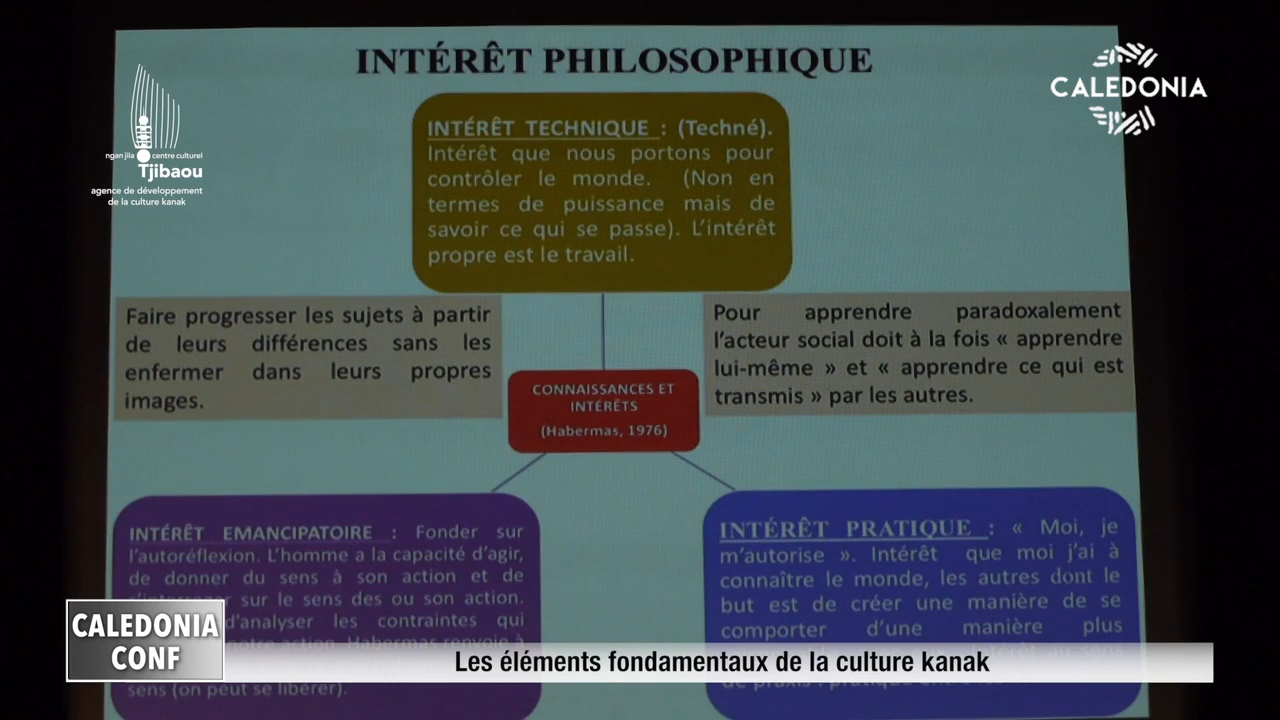 INTÉRÊT PHILOSOPHIQUE
CALEDONIA
ngan jila centre culturel
Tjibaou
agence de développement
de la culture kanak
INTÉRÊT TECHNIQUE : (Techné).
Intérêt que nous portons pour
contrôler le monde. (Non en
termes de puissance mais de
savoir ce qui se passe). L’intérêt
propre est le travail.
Faire progresser les sujets à partir
de leurs différences sans les
enfermer dans leurs propres
images.
Pour apprendre paradoxalement
l’acteur social doit à la fois « apprendre
lui-même » et « apprendre ce qui est
transmis » par les autres.
CONNAISSANCES ET
INTÉRÊTS
(Habermas, 1976)
INTÉRÊT EMANCIPATOIRE : Fonder sur
l’autoréflexion. L’homme a la capacité d’agir,
de donner du sens à son action et de
s’interroger sur le sens des ou son action.
d’analyser les contraintes qui
notre action. Habermas renvoie à
sens (on peut se libérer).
INTÉRÊT PRATIQUE : « Moi, je
m’autorise ». Intérêt que moi j’ai à
connaître le monde, les autres dont le
but est de créer une manière de se
comporter d’une manière plus
CALEDONIA
CONF
Les éléments fondamentaux de la culture kanak